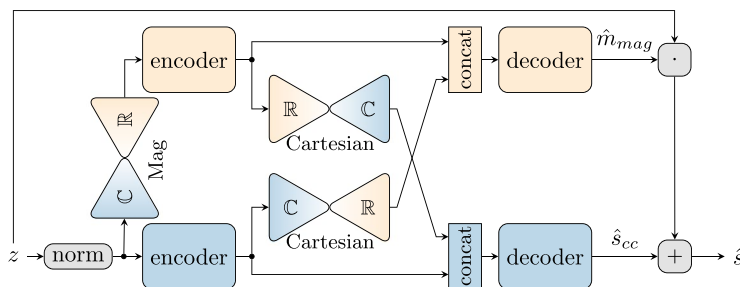 encoder
concat
decoder
m̂_mag
·
ℝ
ℝ ℂ
Cartesian
Mag
ℂ
ℂ ℝ
Cartesian
z
norm
encoder
concat
decoder
ŝ_cc
+
ŝ